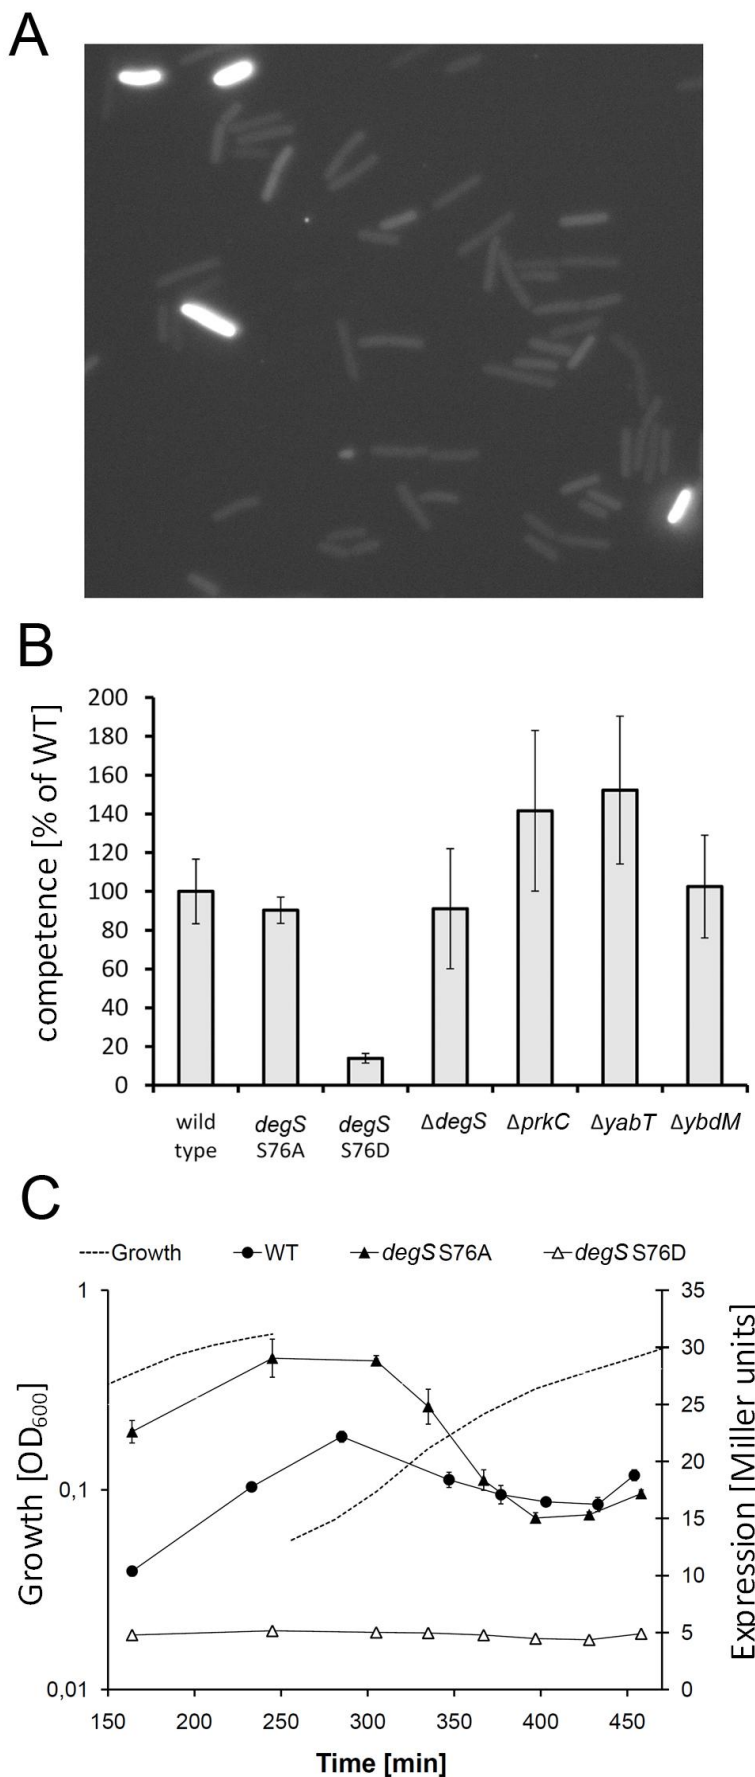 A
B
competence [% of WT]
200
180
160
140
120
100
80
60
40
20
0
wild type
degS S76A
degS S76D
ΔdegS
ΔprkC
ΔyabT
ΔybdM
C
Growth
WT
degS S76A
degS S76D
Growth [OD600]
1
0,1
0,01
35
30
25
20
15
10
5
0
Expression [Miller units]
150 200 250 300 350 400 450
Time [min]